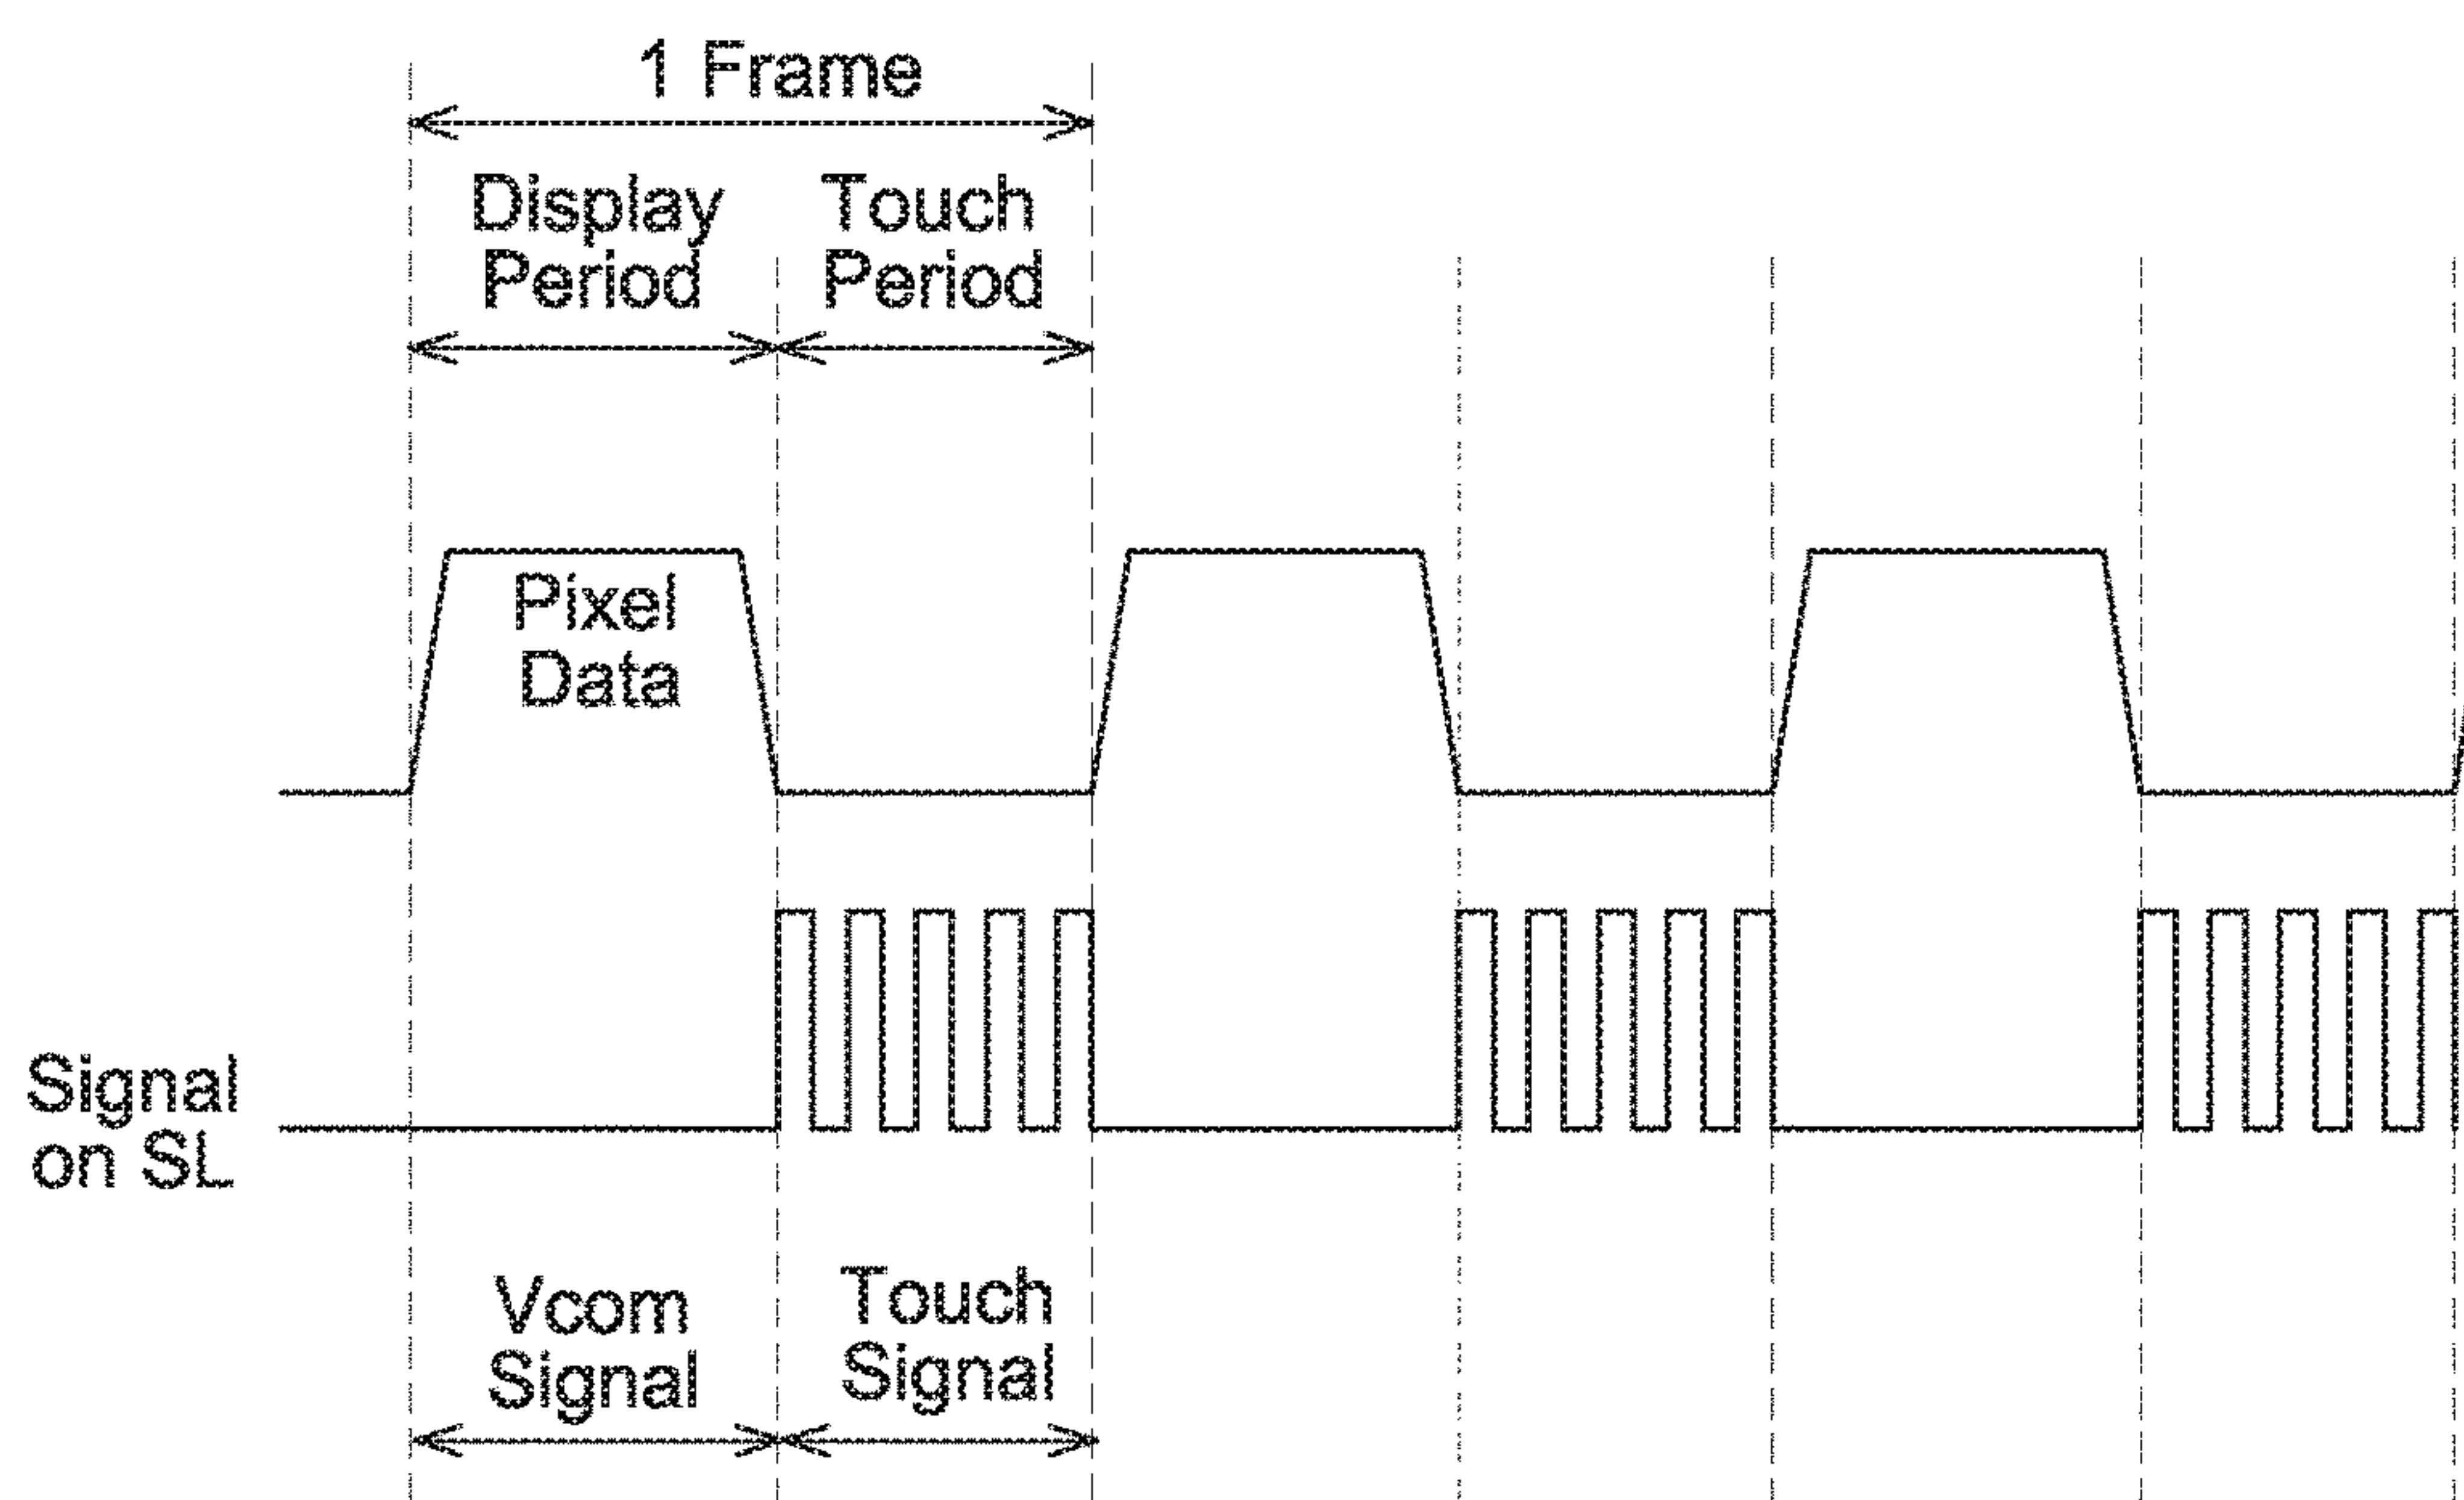 1 Frame
Display
Period
Touch
Period
Pixel
Data
Signal
on SL
Vcom
Signal
Touch
Signal